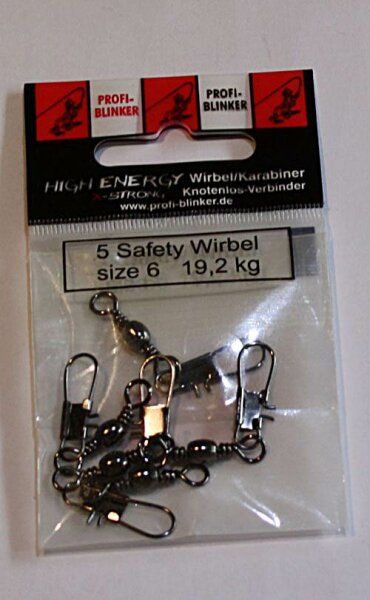 PROFI-
BLINKER
PROFI-
BLINKER
HIGH ENERGY Wirbel/Karabiner
X-STRONG Knotenlos-Verbinder
www.profi-blinker.de
5 Safety Wirbel
size 6 19,2 kg